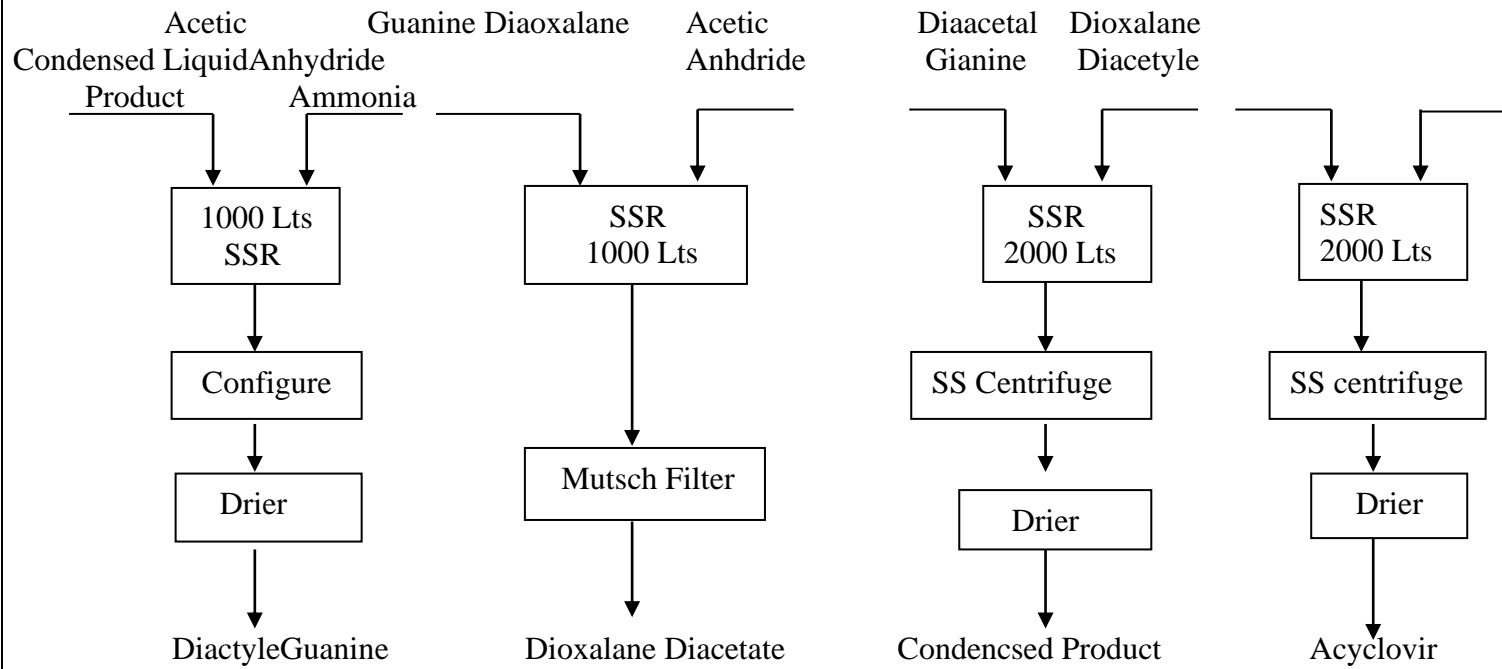 Acetic Guanine Diaoxalane Acetic Diaacetal Dioxalane
Condensed LiquidAnhydride Anhdride Gianine Diacetyle
Product Ammonia
1000 Lts
SSR
SSR
1000 Lts
SSR
2000 Lts
SSR
2000 Lts
Configure
SS Centrifuge
SS centrifuge
Drier
Mutsch Filter
Drier
Drier
DiactyleGuanine
Dioxalane Diacetate
Condencsed Product
Acyclovir